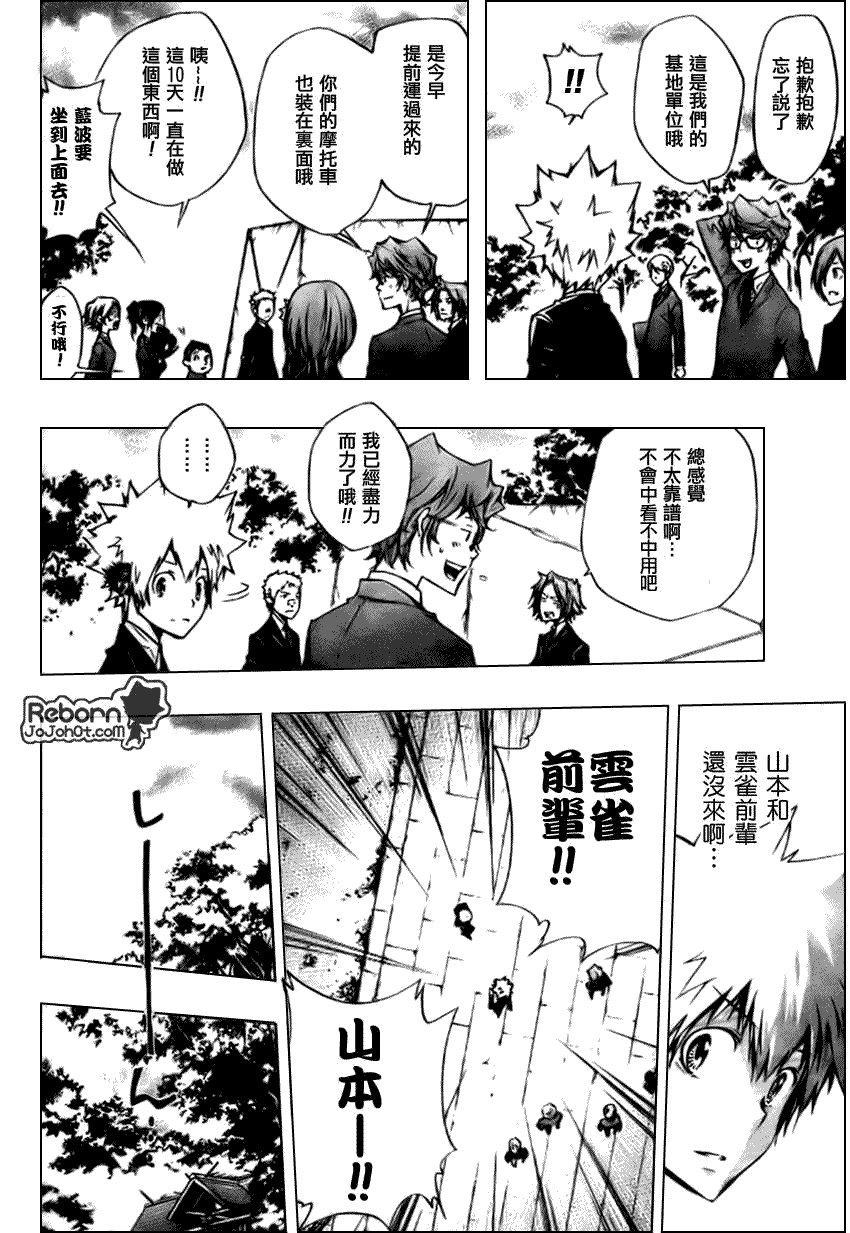 抱歉抱歉
忘了説了
這是我們的
基地單位哦
!!
是今早
提前運過來的
你們的摩托車
也裝在裏面哦
咦~!!
這10天一直在做
這個東西啊!
藍波要
坐到上面去!!
不行哦!
總感覺
不太靠譜啊…
不會中看不中用吧
我已經盡力
而力了哦!!
……
……
山本和
雲雀前輩
還沒來啊…
雲雀
前輩!!
山本ー!!
しーん
Reborn
JoJoHOt.com